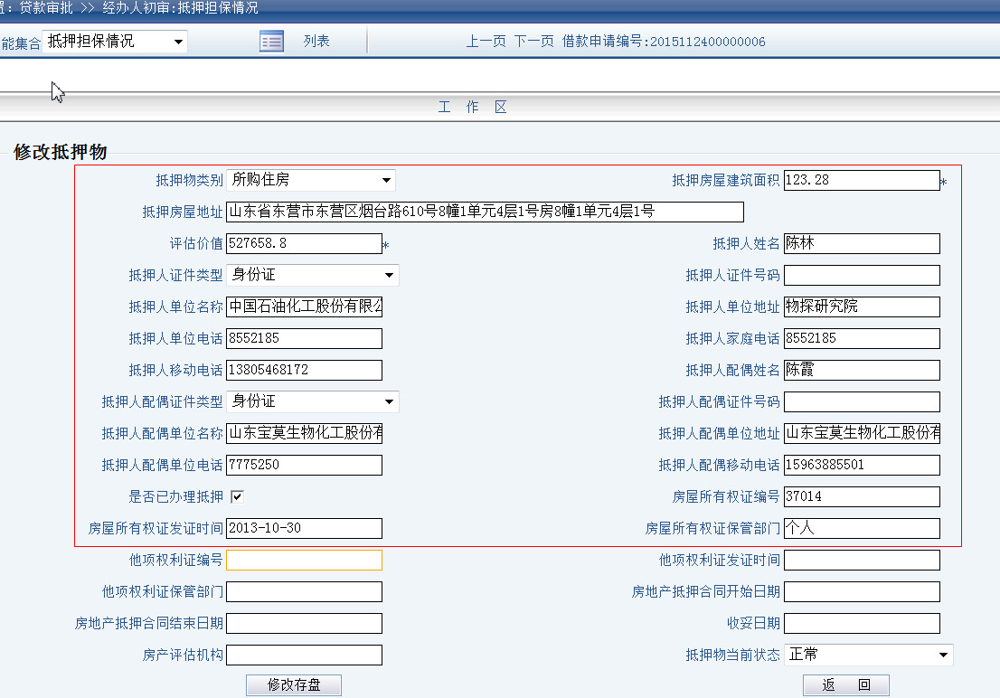 置: 贷款审批 >> 经办人初审:抵押担保情况
能集合 抵押担保情况 列表 上一页 下一页 借款申请编号:2015112400000006
工 作 区
修改抵押物
抵押物类别 所购住房 抵押房屋建筑面积 123.28 *
抵押房屋地址 山东省东营市东营区烟台路610号8幢1单元4层1号房8幢1单元4层1号
评估价值 527658.8 * 抵押人姓名 陈林
抵押人证件类型 身份证 抵押人证件号码
抵押人单位名称 中国石油化工股份有限公 抵押人单位地址 物探研究院
抵押人单位电话 8552185 抵押人家庭电话 8552185
抵押人移动电话 13805468172 抵押人配偶姓名 陈霞
抵押人配偶证件类型 身份证 抵押人配偶证件号码
抵押人配偶单位名称 山东宝莫生物化工股份有 抵押人配偶单位地址 山东宝莫生物化工股份有
抵押人配偶单位电话 7775250 抵押人配偶移动电话 15963885501
是否已办理抵押 房屋所有权证编号 37014
房屋所有权证发证时间 2013-10-30 房屋所有权证保管部门 个人
他项权利证编号 他项权利证发证时间
他项权利证保管部门 房地产抵押合同开始日期
房地产抵押合同结束日期 收妥日期
房产评估机构 抵押物当前状态 正常
修改存盘 返 回